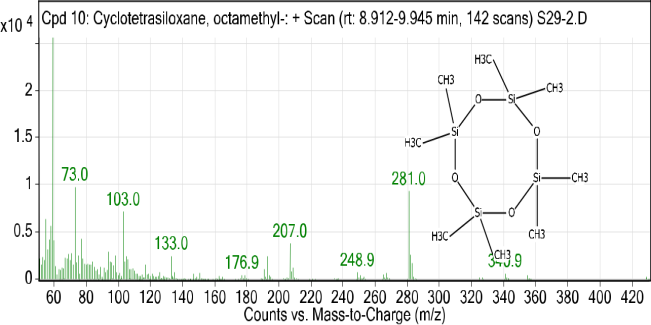 Cpd 10: Cyclotetrasiloxane, octamethyl-: + Scan (rt: 8.912-9.945 min, 142 scans) S29-2.D
x10 4
2
1.5
1
0.5
0
73.0
103.0
133.0
176.9
207.0
248.9
281.0
H3C
CH3
O
Si
CH3
Si
H3C
O
O
Si
CH3
Si
O
H3C
CH3
CH3
60 80 100 120 140 160 180 200 220 240 260 280 300 320 340 360 380 400 420
Counts vs. Mass-to-Charge (m/z)